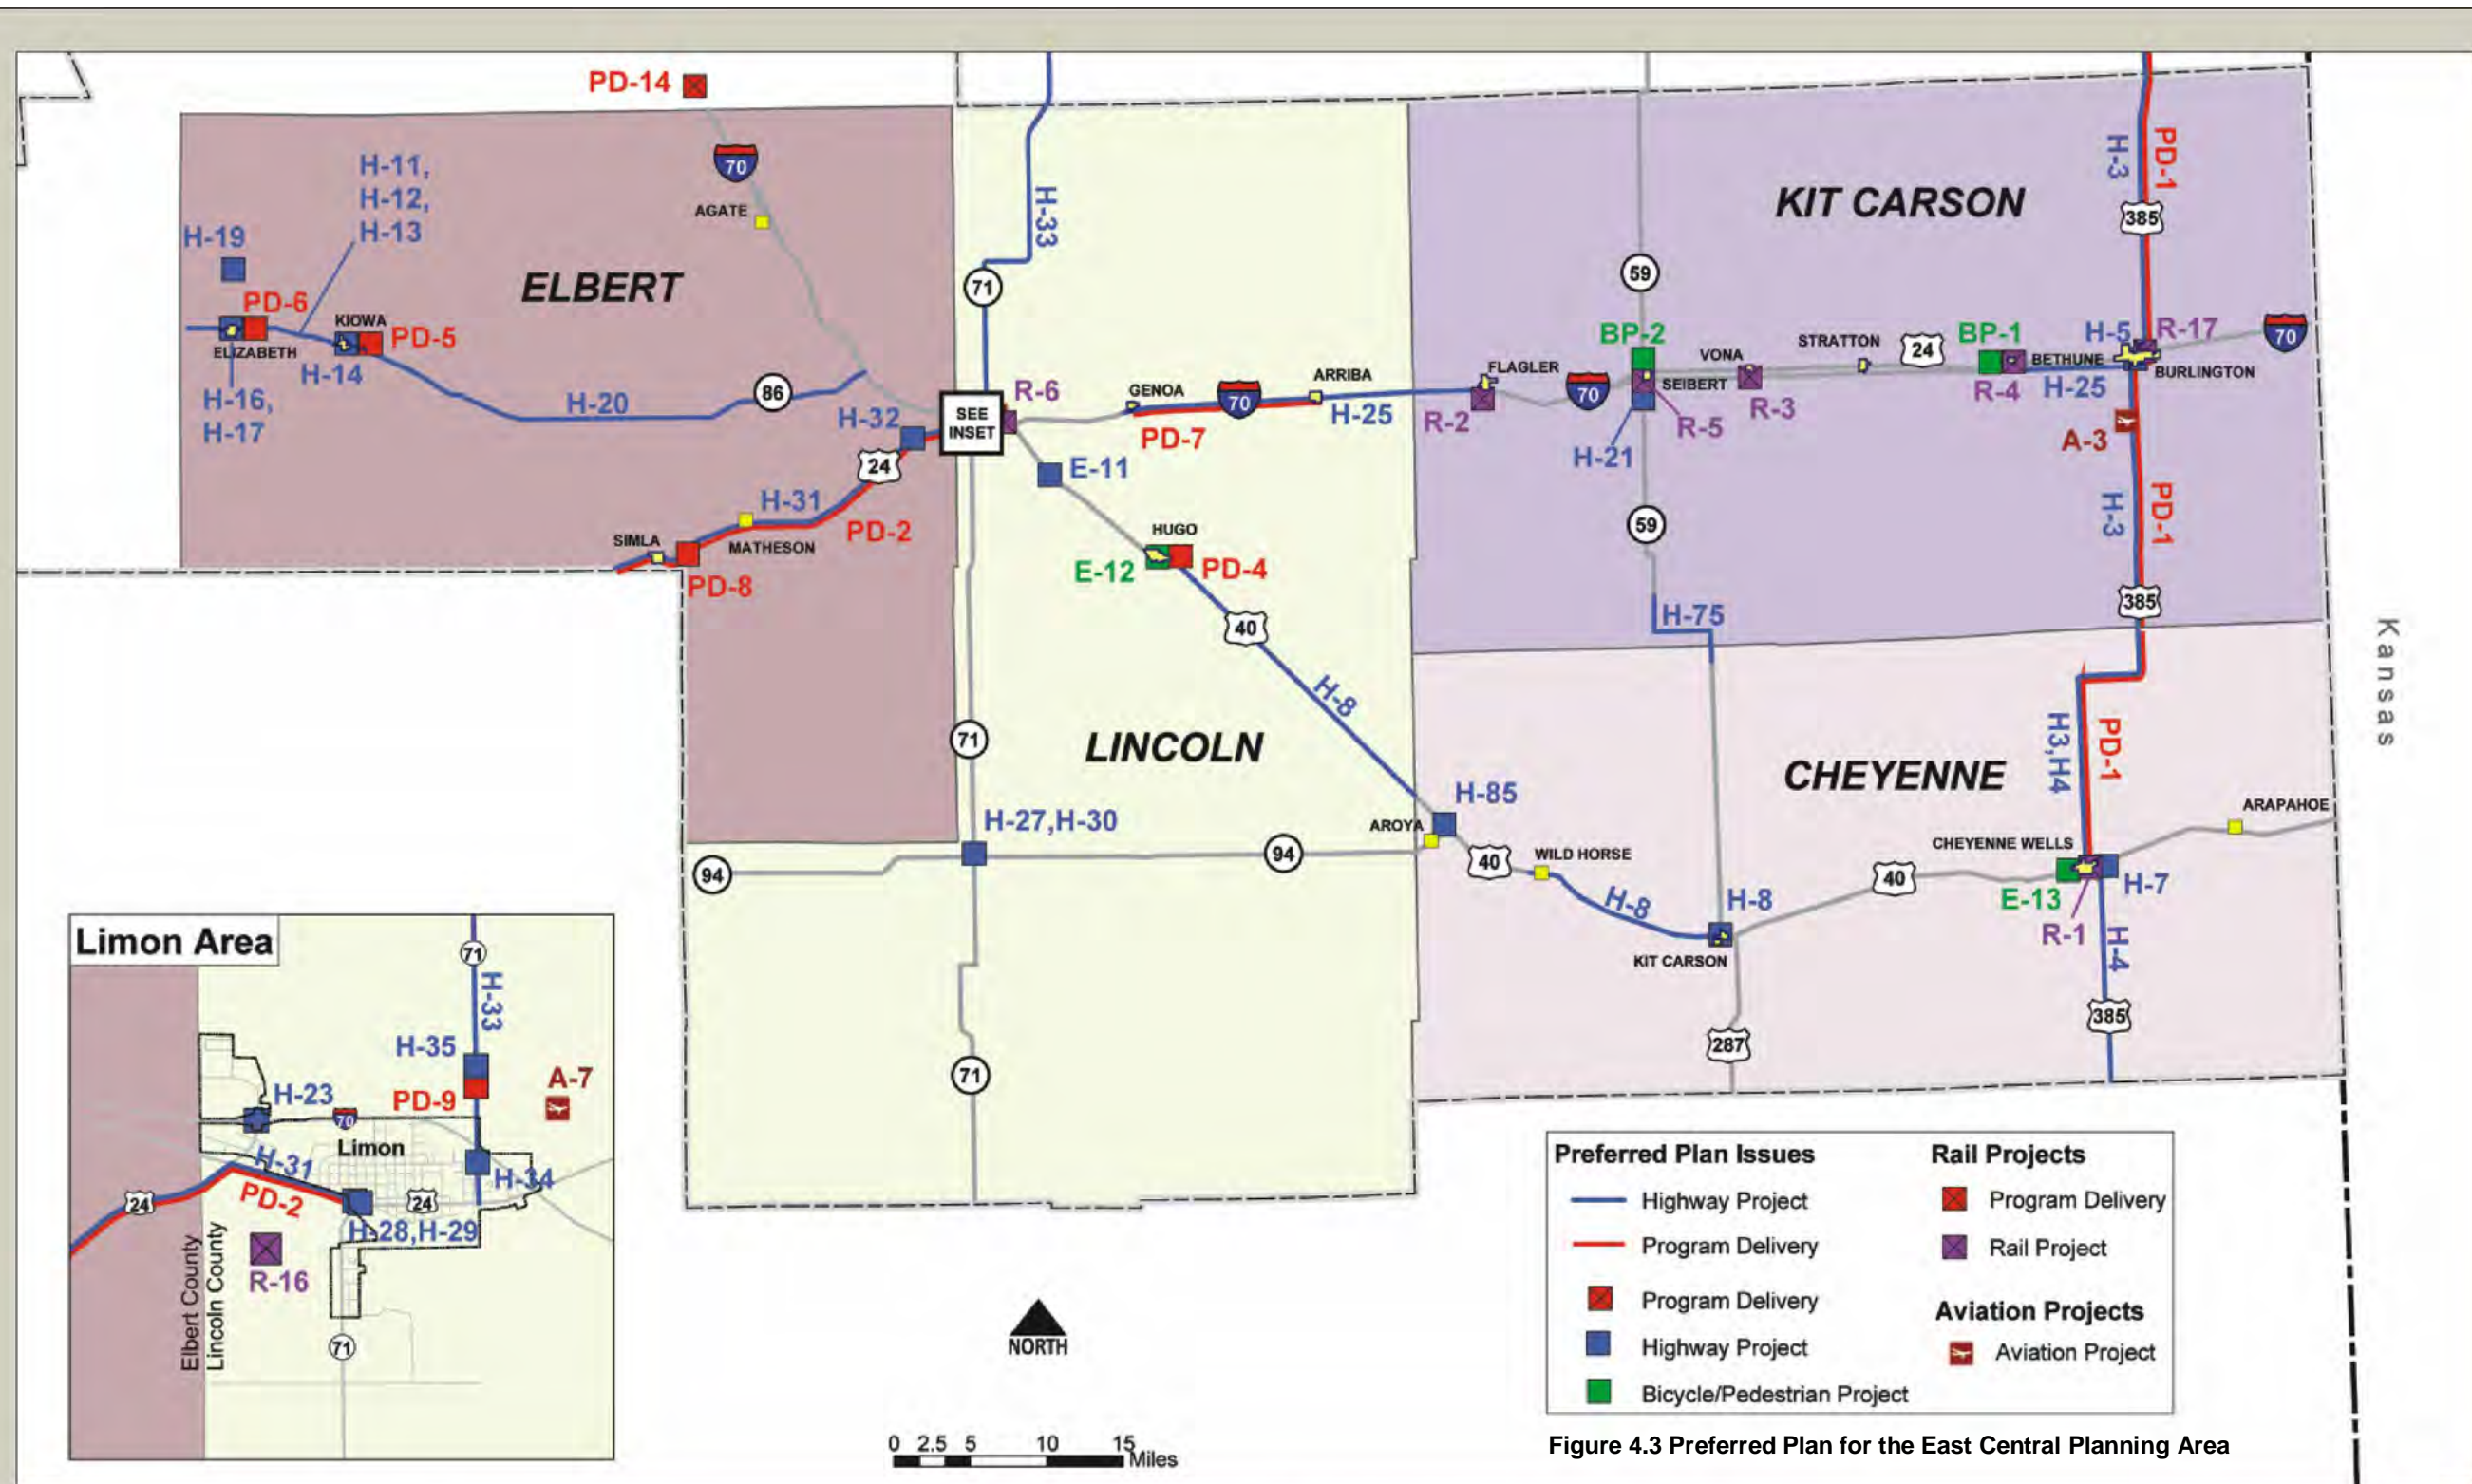 PD-14
70
AGATE
H-11,
H-12,
H-13
H-19
ELBERT
PD-6
KIOWA
PD-5
ELIZABETH
H-14
H-16,
H-17
H-20
86
H-32
24
H-31
PD-2
SIMLA
MATHESON
PD-8
H-33
71
SEE
INSET
R-6
GENOA
70
ARRIBA
H-25
PD-7
E-11
HUGO
E-12
PD-4
40
H-8
71
LINCOLN
H-27,H-30
94
94
71
KIT CARSON
H-3
PD-1
385
59
BP-2
FLAGLER
70
R-2
SEIBERT
R-5
H-21
VONA
R-3
STRATTON
24
BP-1
R-4
BETHUNE
H-25
H-5
R-17
70
BURLINGTON
A-3
H-3
PD-1
59
385
H-75
Kansas
CHEYENNE
H3,H4
PD-1
H-85
AROYA
40
WILD HORSE
H-8
H-8
KIT CARSON
40
CHEYENNE WELLS
ARAPAHOE
E-13
H-7
R-1
H-4
287
385
Limon Area
71
H-33
H-35
PD-9
A-7
H-23
70
Limon
H-31
H-34
24
PD-2
24
H-28,H-29
R-16
Elbert County
Lincoln County
71
NORTH
0 2.5 5 10 15
Miles
Preferred Plan Issues
Highway Project
Program Delivery
Program Delivery
Highway Project
Bicycle/Pedestrian Project
Rail Projects
Program Delivery
Rail Project
Aviation Projects
Aviation Project
Figure 4.3 Preferred Plan for the East Central Planning Area